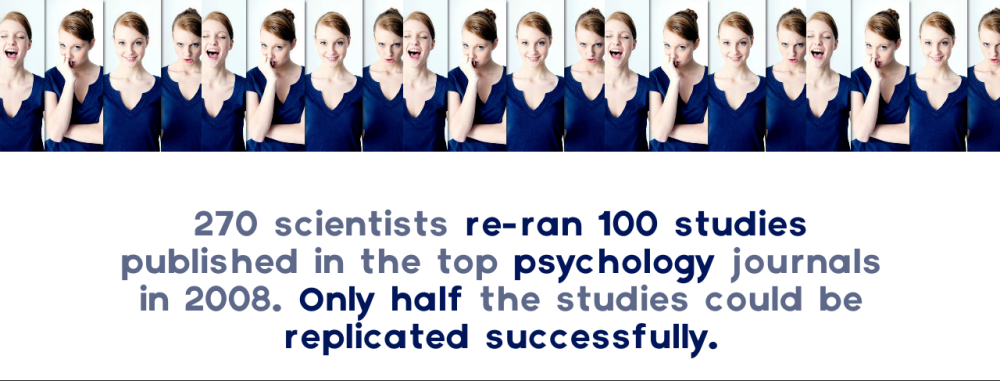 270 scientists re-ran 100 studies
published in the top psychology journals
in 2008. Only half the studies could be
replicated successfully.